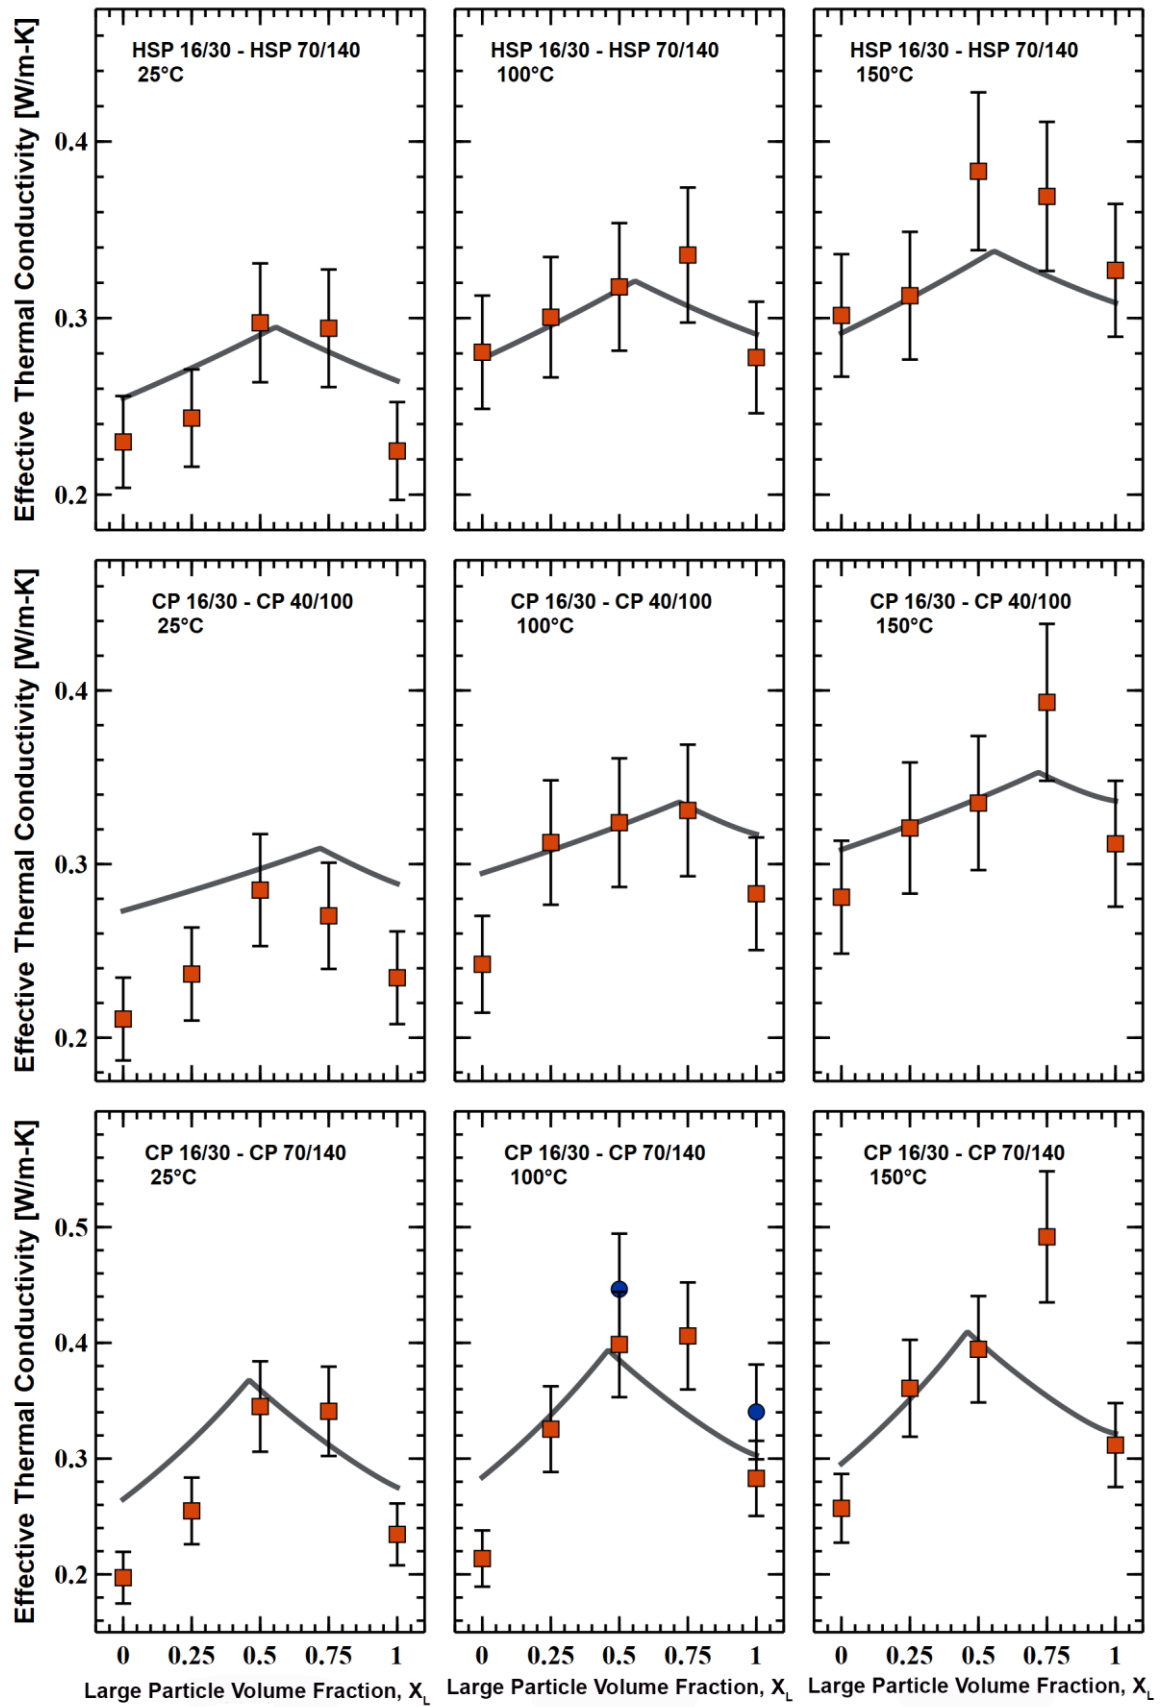 Effective Thermal Conductivity [W/m-K]
HSP 16/30 - HSP 70/140
25°C
HSP 16/30 - HSP 70/140
100°C
HSP 16/30 - HSP 70/140
150°C
0.4
0.3
0.2
Effective Thermal Conductivity [W/m-K]
CP 16/30 - CP 40/100
25°C
CP 16/30 - CP 40/100
100°C
CP 16/30 - CP 40/100
150°C
0.4
0.3
0.2
Effective Thermal Conductivity [W/m-K]
CP 16/30 - CP 70/140
25°C
CP 16/30 - CP 70/140
100°C
CP 16/30 - CP 70/140
150°C
0.5
0.4
0.3
0.2
0 0.25 0.5 0.75 1
0 0.25 0.5 0.75 1
0 0.25 0.5 0.75 1
Large Particle Volume Fraction, X_L
Large Particle Volume Fraction, X_L
Large Particle Volume Fraction, X_L